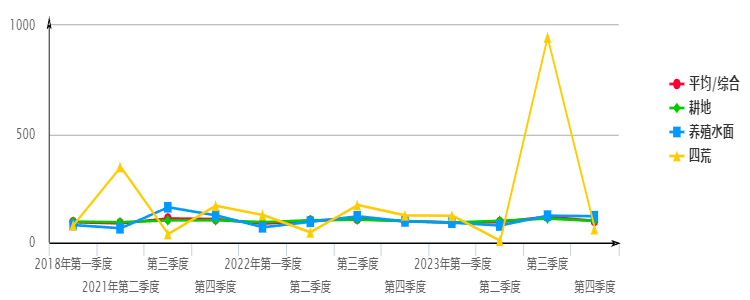 1000
500
0
平均/综合
耕地
养殖水面
四荒
2018年第一季度
第三季度
2022年第一季度
第三季度
2023年第一季度
第三季度
2021年第二季度
第四季度
第二季度
第四季度
第二季度
第四季度